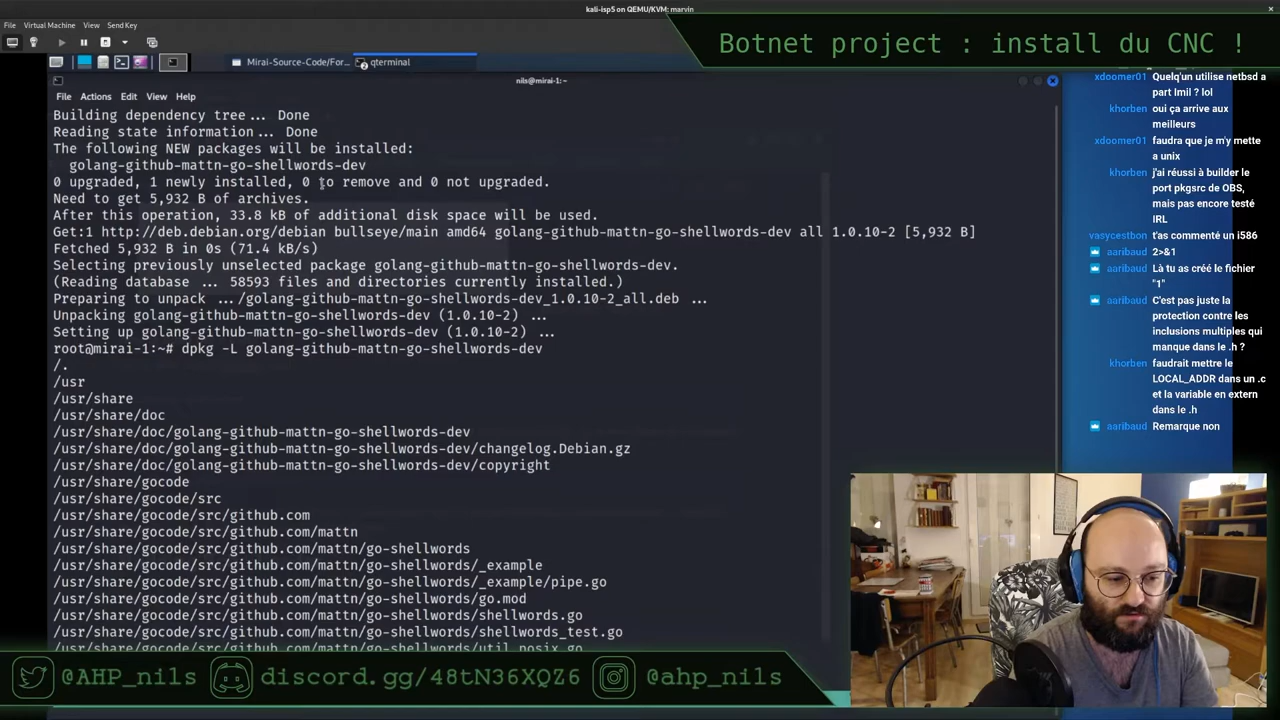 kali-isp5 on QEMU/KVM: marvin
File Virtual Machine View Send Key
Botnet project : install du CNC !
Mirai-Source-Code/For...
qterminal
nils@mirai-1:~
File Actions Edit View Help
Building dependency tree... Done
Reading state information... Done
The following NEW packages will be installed:
golang-github-mattn-go-shellwords-dev
0 upgraded, 1 newly installed, 0 to remove and 0 not upgraded.
Need to get 5,932 B of archives.
After this operation, 33.8 kB of additional disk space will be used.
Get:1 http://deb.debian.org/debian bullseye/main amd64 golang-github-mattn-go-shellwords-dev all 1.0.10-2 [5,932 B]
Fetched 5,932 B in 0s (71.4 kB/s)
Selecting previously unselected package golang-github-mattn-go-shellwords-dev.
(Reading database ... 58593 files and directories currently installed.)
Preparing to unpack .../golang-github-mattn-go-shellwords-dev_1.0.10-2_all.deb ...
Unpacking golang-github-mattn-go-shellwords-dev (1.0.10-2) ...
Setting up golang-github-mattn-go-shellwords-dev (1.0.10-2) ...
root@mirai-1:~# dpkg -L golang-github-mattn-go-shellwords-dev
/.
/usr
/usr/share
/usr/share/doc
/usr/share/doc/golang-github-mattn-go-shellwords-dev
/usr/share/doc/golang-github-mattn-go-shellwords-dev/changelog.Debian.gz
/usr/share/doc/golang-github-mattn-go-shellwords-dev/copyright
/usr/share/gocode
/usr/share/gocode/src
/usr/share/gocode/src/github.com
/usr/share/gocode/src/github.com/mattn
/usr/share/gocode/src/github.com/mattn/go-shellwords
/usr/share/gocode/src/github.com/mattn/go-shellwords/_example
/usr/share/gocode/src/github.com/mattn/go-shellwords/_example/pipe.go
/usr/share/gocode/src/github.com/mattn/go-shellwords/go.mod
/usr/share/gocode/src/github.com/mattn/go-shellwords/shellwords.go
/usr/share/gocode/src/github.com/mattn/go-shellwords/shellwords_test.go
/usr/share/gocode/src/github.com/mattn/go-shellwords/util_posix.go
xdoomer01 Quelq'un utilise netbsd a
part Imil ? lol
khorben oui ça arrive aux
meilleurs
xdoomer01 faudra que je m'y mette
a unix
khorben j'ai réussi à builder le
port pkgsrc de OBS,
mais pas encore testé
IRL
vasycestbon t'as commenté un i586
aaribaud 2>&1
aaribaud Là tu as créé le fichier
"1"
aaribaud C'est pas juste la
protection contre les
inclusions multiples qui
manque dans le .h ?
khorben faudrait mettre le
LOCAL_ADDR dans un .c
et la variable en extern
dans le .h
aaribaud Remarque non
@AHP_nils
discord.gg/48tN36XQZ6
@ahp_nils